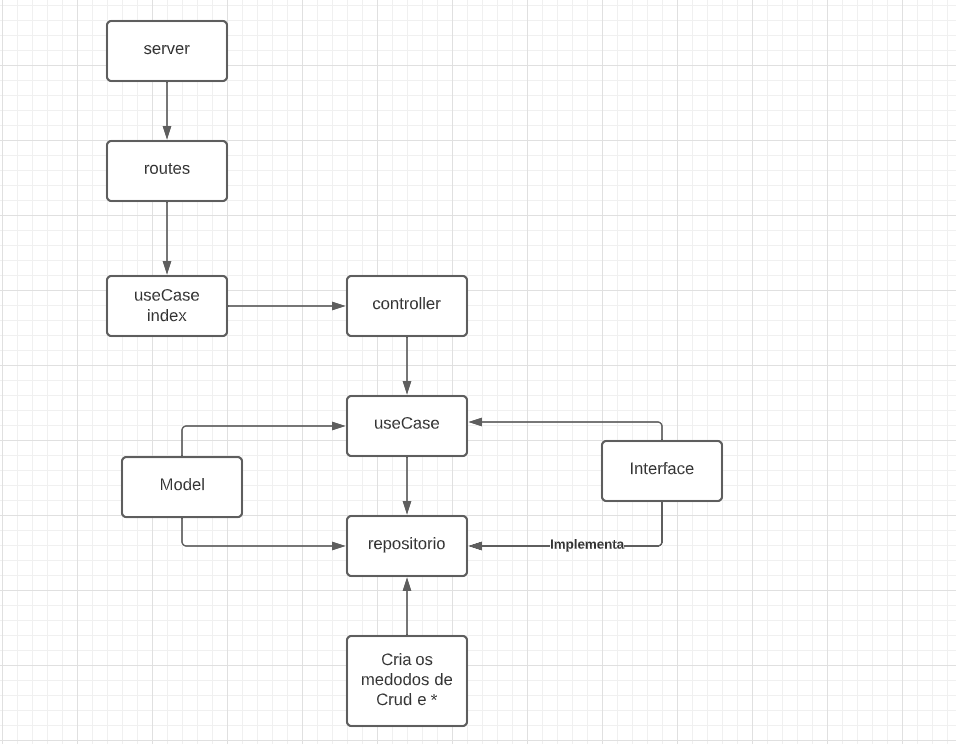 server
routes
useCase
index
controller
useCase
Model
Interface
repositorio
Implementa
Cria os
medodos de
Crud e *